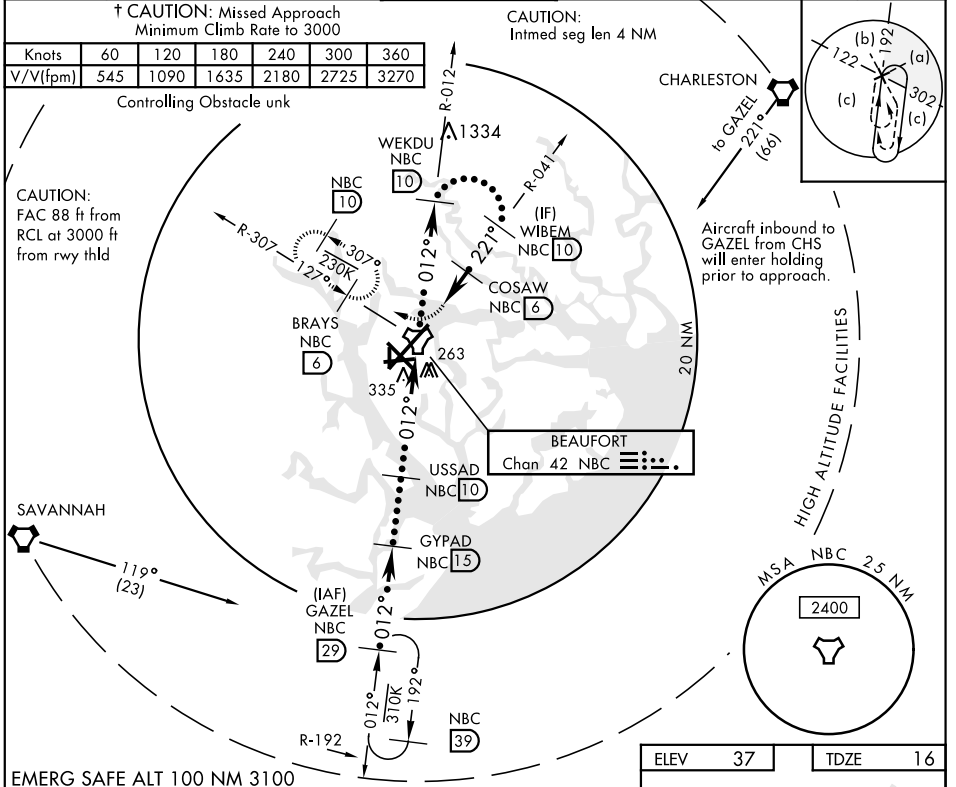 † CAUTION: Missed Approach
Minimum Climb Rate to 3000
Knots 60 120 180 240 300 360
V/V(fpm) 545 1090 1635 2180 2725 3270
Controlling Obstacle unk
CAUTION:
Intmed seg len 4 NM
CAUTION:
FAC 88 ft from
RCL at 3000 ft
from rwy thld
R-012
1334
WEKDU
NBC
10
NBC
10
R-041
(IF)
WIBEM
NBC 10
R-307
307°
230K
127°
012°
221°
COSAW
NBC 6
BRAYS
NBC
6
263
335
012°
BEAUFORT
Chan 42 NBC
USSAD
NBC 10
GYPAD
NBC 15
20 NM
CHARLESTON
to GAZEL
221°
(66)
Aircraft inbound to
GAZEL from CHS
will enter holding
prior to approach.
(b)
192
(a)
122
302
(c)
(c)
HIGH ALTITUDE FACILITIES
SAVANNAH
119°
(23)
(IAF)
GAZEL
NBC
29
012°
012°
310K
192°
NBC
39
R-192
MSA NBC 25 NM
2400
EMERG SAFE ALT 100 NM 3100
ELEV 37
TDZE 16